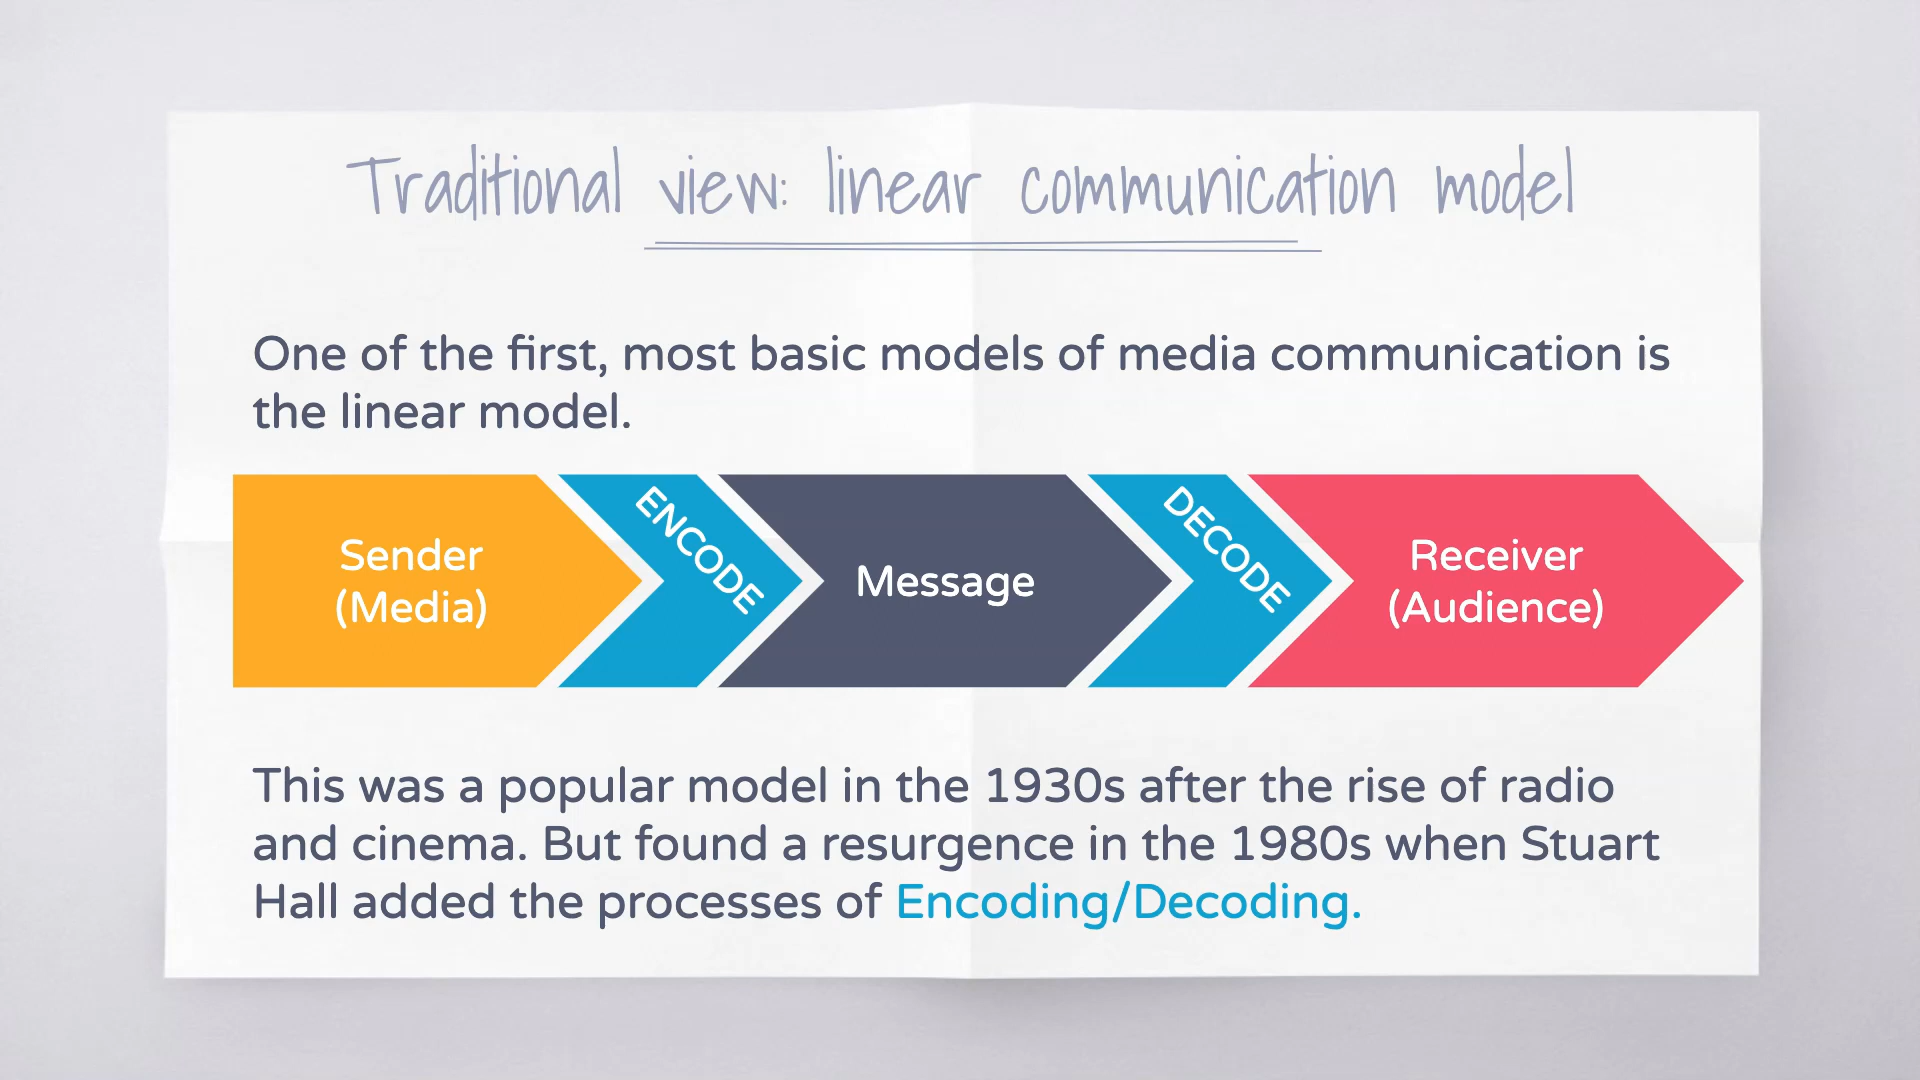 Traditional view: linear communication model
One of the first, most basic models of media communication is
the linear model.
Sender
(Media)
ENCODE
Message
DECODE
Receiver
(Audience)
This was a popular model in the 1930s after the rise of radio
and cinema. But found a resurgence in the 1980s when Stuart
Hall added the processes of Encoding/Decoding.